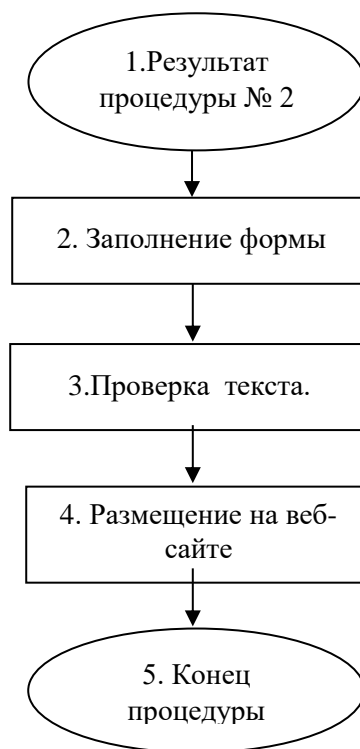 1.Результат
процедуры № 2
2. Заполнение формы
3.Проверка  текста.
4. Размещение на веб-
сайте
5. Конец
процедуры